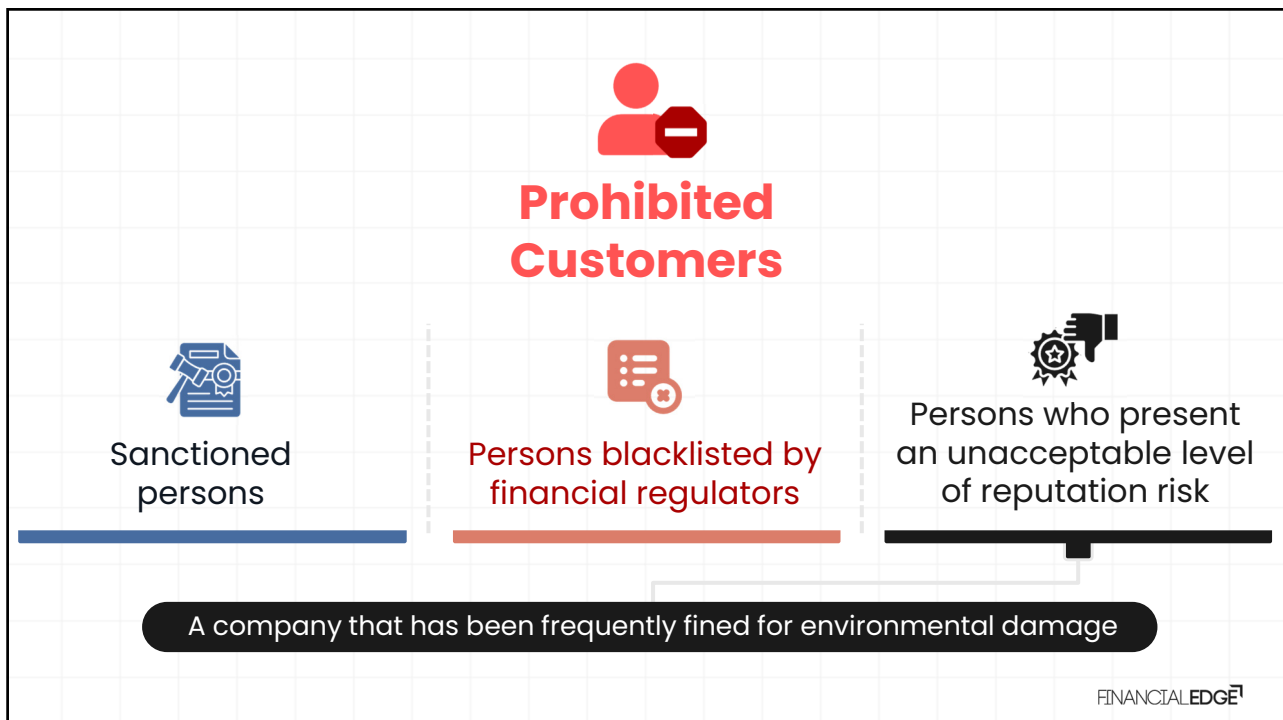 Prohibited
Customers
Sanctioned
persons
Persons blacklisted by
financial regulators
Persons who present
an unacceptable level
of reputation risk
A company that has been frequently fined for environmental damage
FINANCIALEDGE